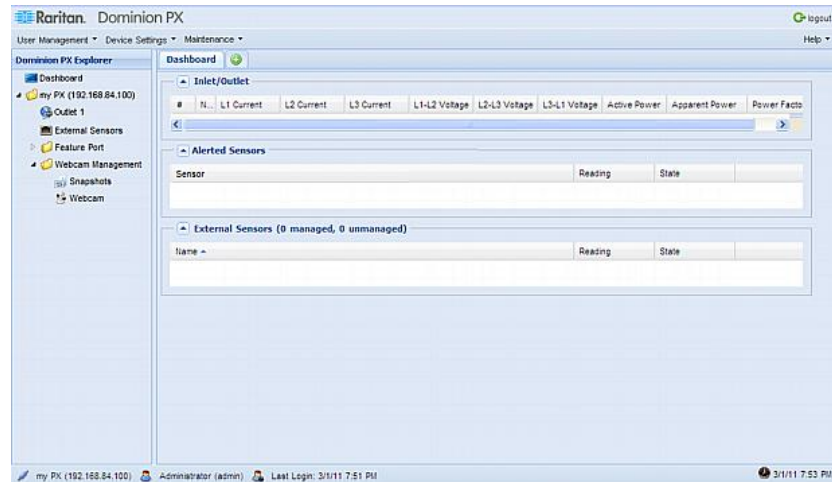 Raritan. Dominion PX
logout
User Management Device Settings Maintenance Help
Dominion PX Explorer
Dashboard
my PX (192.168.84.100)
Outlet 1
External Sensors
Feature Port
Webcam Management
Snapshots
Webcam
Dashboard
Inlet/Outlet
# N... L1 Current L2 Current L3 Current L1-L2 Voltage L2-L3 Voltage L3-L1 Voltage Active Power Apparent Power Power Facto
Alerted Sensors
Sensor Reading State
External Sensors (0 managed, 0 unmanaged)
Name Reading State
my PX (192.168.84.100) Administrator (admin) Last Login: 3/1/11 7:51 PM 3/1/11 7:53 PM